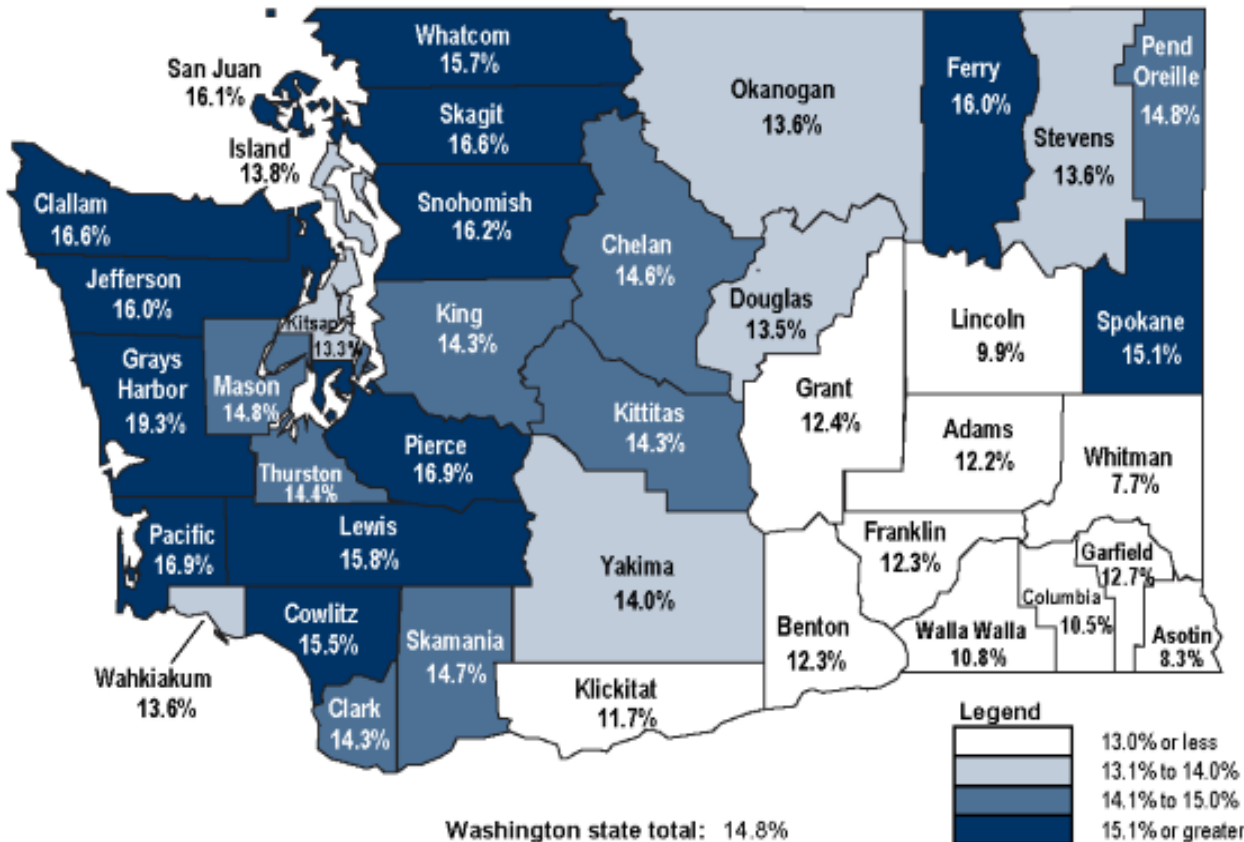 Whatcom
15.7%
San Juan
16.1%
Skagit
16.6%
Island
13.8%
Snohomish
16.2%
Clallam
16.6%
Jefferson
16.0%
Grays
Harbor
19.3%
Mason
14.8%
Kitsap
13.3%
King
14.3%
Chelan
14.6%
Okanogan
13.6%
Douglas
13.5%
Ferry
16.0%
Stevens
13.6%
Pend
Oreille
14.8%
Lincoln
9.9%
Spokane
15.1%
Grant
12.4%
Adams
12.2%
Whitman
7.7%
Kittitas
14.3%
Pierce
16.9%
Thurston
14.4%
Pacific
16.9%
Lewis
15.8%
Yakima
14.0%
Franklin
12.3%
Garfield
12.7%
Columbia
10.5%
Walla Walla
10.8%
Asotin
8.3%
Benton
12.3%
Klickitat
11.7%
Skamania
14.7%
Cowlitz
15.5%
Clark
14.3%
Wahkiakum
13.6%
Legend
13.0% or less
13.1% to 14.0%
14.1% to 15.0%
15.1% or greater
Washington state total: 14.8%